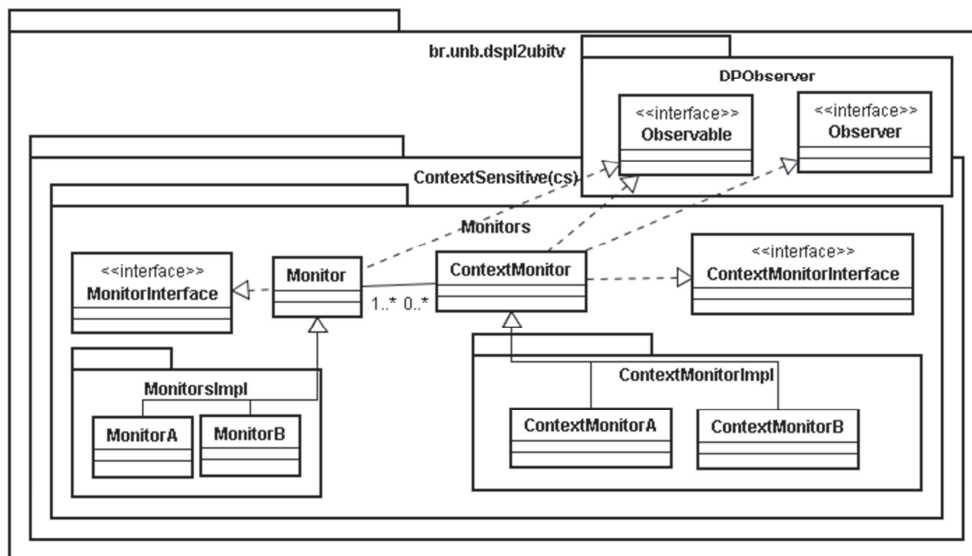 br.unb.dspl2ubitv
DPObserver
<<interface>>
Observable
<<interface>>
Observer
ContextSensitive(cs)
Monitors
<<interface>>
MonitorInterface
Monitor
ContextMonitor
<<interface>>
ContextMonitorInterface
1..* 0..*
MonitorsImpl
MonitorA
MonitorB
ContextMonitorImpl
ContextMonitorA
ContextMonitorB